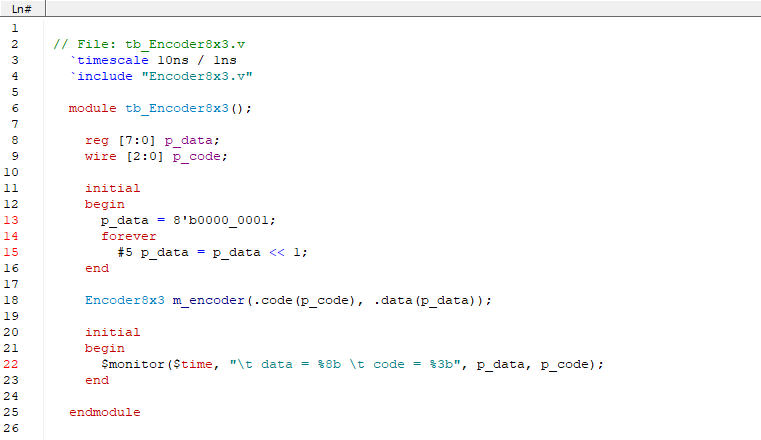 Ln#
1
2 // File: tb_Encoder8x3.v
3 `timescale 10ns / 1ns
4 `include "Encoder8x3.v"
5
6 module tb_Encoder8x3();
7
8 reg [7:0] p_data;
9 wire [2:0] p_code;
10
11 initial
12 begin
13 p_data = 8'b0000_0001;
14 forever
15 #5 p_data = p_data << 1;
16 end
17
18 Encoder8x3 m_encoder(.code(p_code), .data(p_data));
19
20 initial
21 begin
22 $monitor($time, "\t data = %8b \t code = %3b", p_data, p_code);
23 end
24
25 endmodule
26